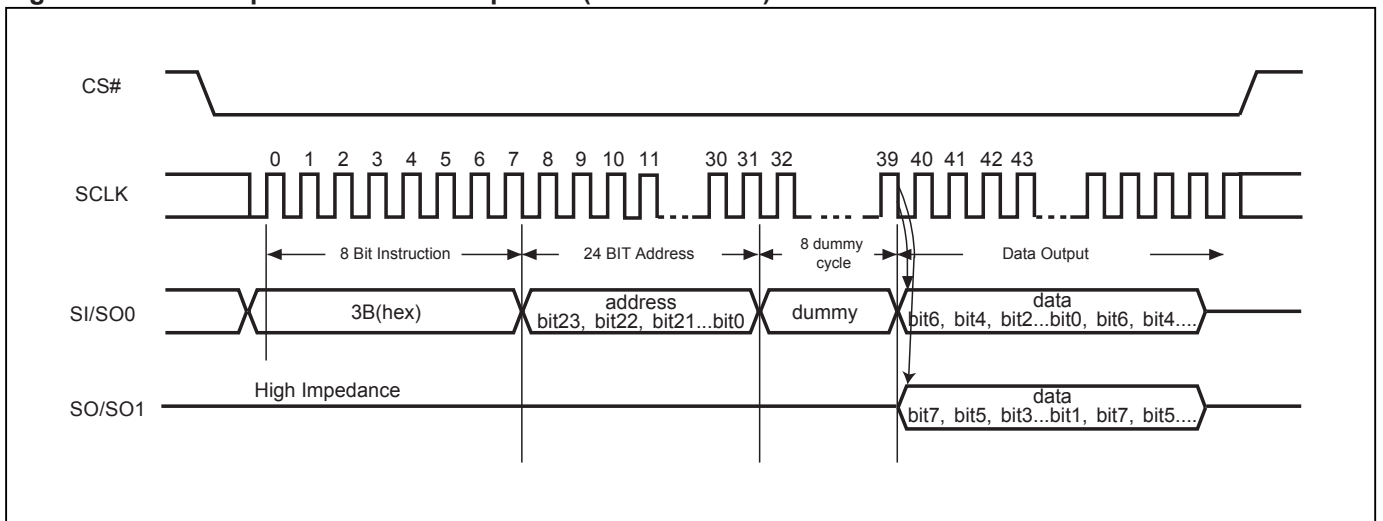 CS#
0 1 2 3 4 5 6 7 8 9 10 11 30 31 32 39 40 41 42 43
SCLK
8 Bit Instruction 24 BIT Address 8 dummy Data Output
cycle
SI/SO0 3B(hex) address dummy data
bit23, bit22, bit21...bit0 bit6, bit4, bit2...bit0, bit6, bit4....
High Impedance
SO/SO1 data
bit7, bit5, bit3...bit1, bit7, bit5....